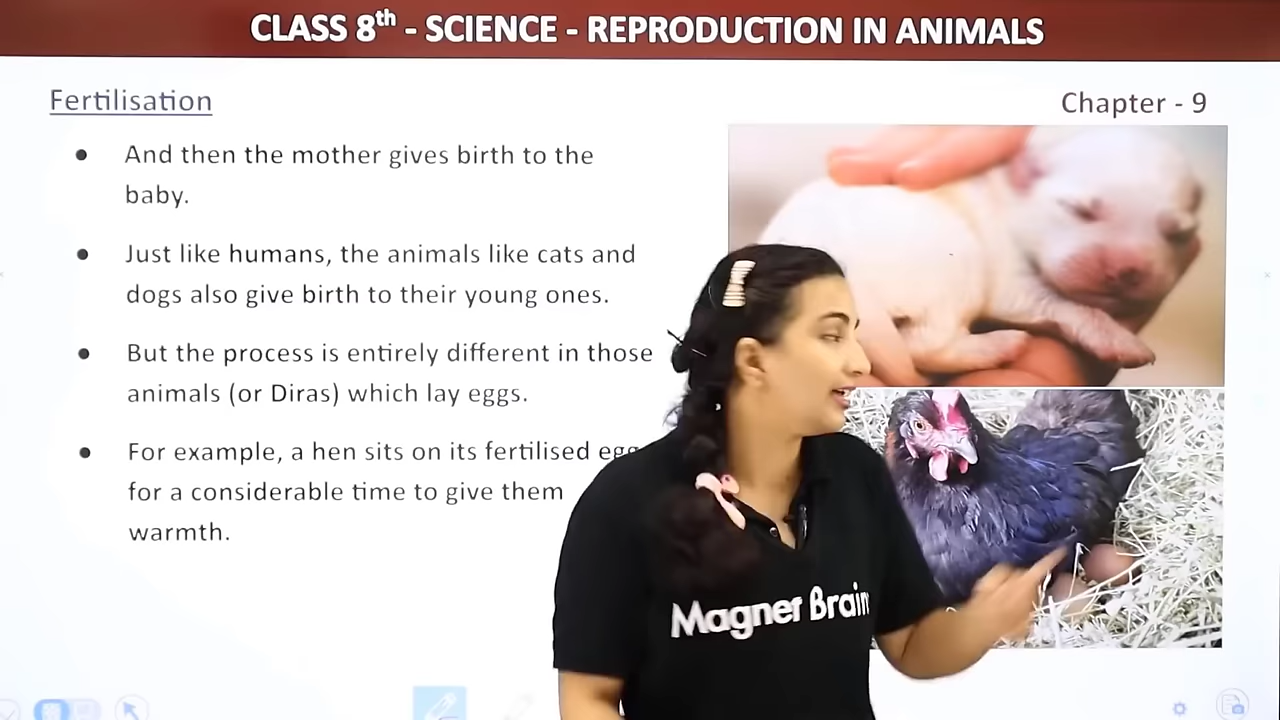 CLASS 8th - SCIENCE - REPRODUCTION IN ANIMALS
Fertilisation
Chapter - 9
● And then the mother gives birth to the
baby.
● Just like humans, the animals like cats and
dogs also give birth to their young ones.
● But the process is entirely different in those
animals (or Diras) which lay eggs.
● For example, a hen sits on its fertilised
for a considerable time to give them
warmth.
Magner Brain